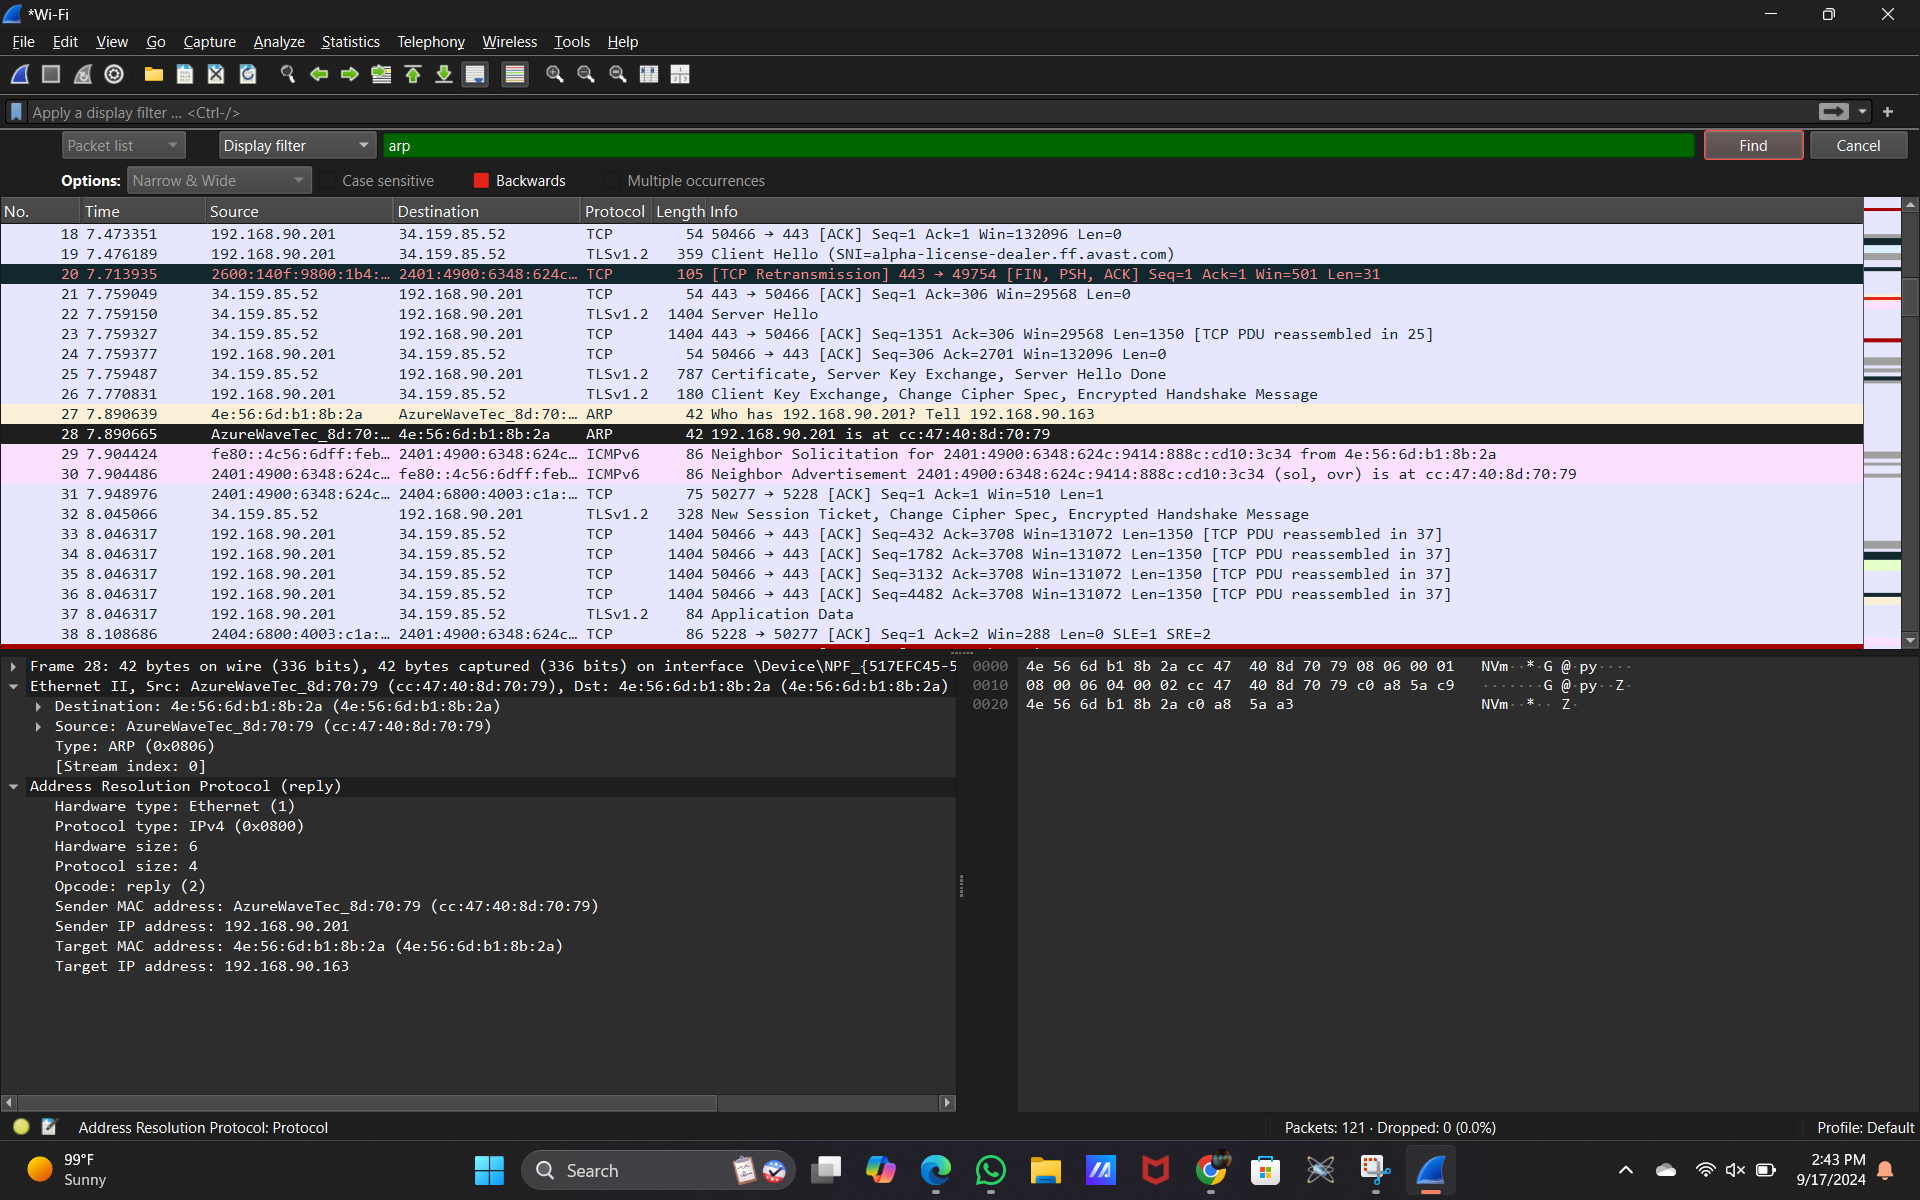 *Wi-Fi
File Edit View Go Capture Analyze Statistics Telephony Wireless Tools Help
Apply a display filter ... <Ctrl-/>
Packet list Display filter arp Find Cancel
Options: Narrow & Wide Case sensitive Backwards Multiple occurrences
No. Time Source Destination Protocol Length Info
18 7.473351 192.168.90.201 34.159.85.52 TCP 54 50466 → 443 [ACK] Seq=1 Ack=1 Win=132096 Len=0
19 7.476189 192.168.90.201 34.159.85.52 TLSv1.2 359 Client Hello (SNI=alpha-license-dealer.ff.avast.com)
20 7.713935 2600:140f:9800:1b4:… 2401:4900:6348:624c… TCP 105 [TCP Retransmission] 443 → 49754 [FIN, PSH, ACK] Seq=1 Ack=1 Win=501 Len=31
21 7.759049 34.159.85.52 192.168.90.201 TCP 54 443 → 50466 [ACK] Seq=1 Ack=306 Win=29568 Len=0
22 7.759150 34.159.85.52 192.168.90.201 TLSv1.2 1404 Server Hello
23 7.759327 34.159.85.52 192.168.90.201 TCP 1404 443 → 50466 [ACK] Seq=1351 Ack=306 Win=29568 Len=1350 [TCP PDU reassembled in 25]
24 7.759377 192.168.90.201 34.159.85.52 TCP 54 50466 → 443 [ACK] Seq=306 Ack=2701 Win=132096 Len=0
25 7.759487 34.159.85.52 192.168.90.201 TLSv1.2 787 Certificate, Server Key Exchange, Server Hello Done
26 7.770831 192.168.90.201 34.159.85.52 TLSv1.2 180 Client Key Exchange, Change Cipher Spec, Encrypted Handshake Message
27 7.890639 4e:56:6d:b1:8b:2a AzureWaveTec_8d:70:… ARP 42 Who has 192.168.90.201? Tell 192.168.90.163
28 7.890665 AzureWaveTec_8d:70:… 4e:56:6d:b1:8b:2a ARP 42 192.168.90.201 is at cc:47:40:8d:70:79
29 7.904424 fe80::4c56:6dff:feb… 2401:4900:6348:624c… ICMPv6 86 Neighbor Solicitation for 2401:4900:6348:624c:9414:888c:cd10:3c34 from 4e:56:6d:b1:8b:2a
30 7.904486 2401:4900:6348:624c… fe80::4c56:6dff:feb… ICMPv6 86 Neighbor Advertisement 2401:4900:6348:624c:9414:888c:cd10:3c34 (sol, ovr) is at cc:47:40:8d:70:79
31 7.948976 2401:4900:6348:624c… 2404:6800:4003:c1a:… TCP 75 50277 → 5228 [ACK] Seq=1 Ack=1 Win=510 Len=1
32 8.045066 34.159.85.52 192.168.90.201 TLSv1.2 328 New Session Ticket, Change Cipher Spec, Encrypted Handshake Message
33 8.046317 192.168.90.201 34.159.85.52 TCP 1404 50466 → 443 [ACK] Seq=432 Ack=3708 Win=131072 Len=1350 [TCP PDU reassembled in 37]
34 8.046317 192.168.90.201 34.159.85.52 TCP 1404 50466 → 443 [ACK] Seq=1782 Ack=3708 Win=131072 Len=1350 [TCP PDU reassembled in 37]
35 8.046317 192.168.90.201 34.159.85.52 TCP 1404 50466 → 443 [ACK] Seq=3132 Ack=3708 Win=131072 Len=1350 [TCP PDU reassembled in 37]
36 8.046317 192.168.90.201 34.159.85.52 TCP 1404 50466 → 443 [ACK] Seq=4482 Ack=3708 Win=131072 Len=1350 [TCP PDU reassembled in 37]
37 8.046317 192.168.90.201 34.159.85.52 TLSv1.2 84 Application Data
38 8.108686 2404:6800:4003:c1a:… 2401:4900:6348:624c… TCP 86 5228 → 50277 [ACK] Seq=1 Ack=2 Win=288 Len=0 SLE=1 SRE=2
Frame 28: 42 bytes on wire (336 bits), 42 bytes captured (336 bits) on interface \Device\NPF_{517EFC45-5
Ethernet II, Src: AzureWaveTec_8d:70:79 (cc:47:40:8d:70:79), Dst: 4e:56:6d:b1:8b:2a (4e:56:6d:b1:8b:2a)
Destination: 4e:56:6d:b1:8b:2a (4e:56:6d:b1:8b:2a)
Source: AzureWaveTec_8d:70:79 (cc:47:40:8d:70:79)
Type: ARP (0x0806)
[Stream index: 0]
Address Resolution Protocol (reply)
Hardware type: Ethernet (1)
Protocol type: IPv4 (0x0800)
Hardware size: 6
Protocol size: 4
Opcode: reply (2)
Sender MAC address: AzureWaveTec_8d:70:79 (cc:47:40:8d:70:79)
Sender IP address: 192.168.90.201
Target MAC address: 4e:56:6d:b1:8b:2a (4e:56:6d:b1:8b:2a)
Target IP address: 192.168.90.163
0000 4e 56 6d b1 8b 2a cc 47 40 8d 70 79 08 06 00 01 NVm··*·G @·py····
0010 08 00 06 04 00 02 cc 47 40 8d 70 79 c0 a8 5a c9 ·······G @·py··Z·
0020 4e 56 6d b1 8b 2a c0 a8 5a a3 NVm··*·· Z·
Address Resolution Protocol: Protocol
Packets: 121 · Dropped: 0 (0.0%)
Profile: Default
99°F
Sunny
Search
2:43 PM
9/17/2024